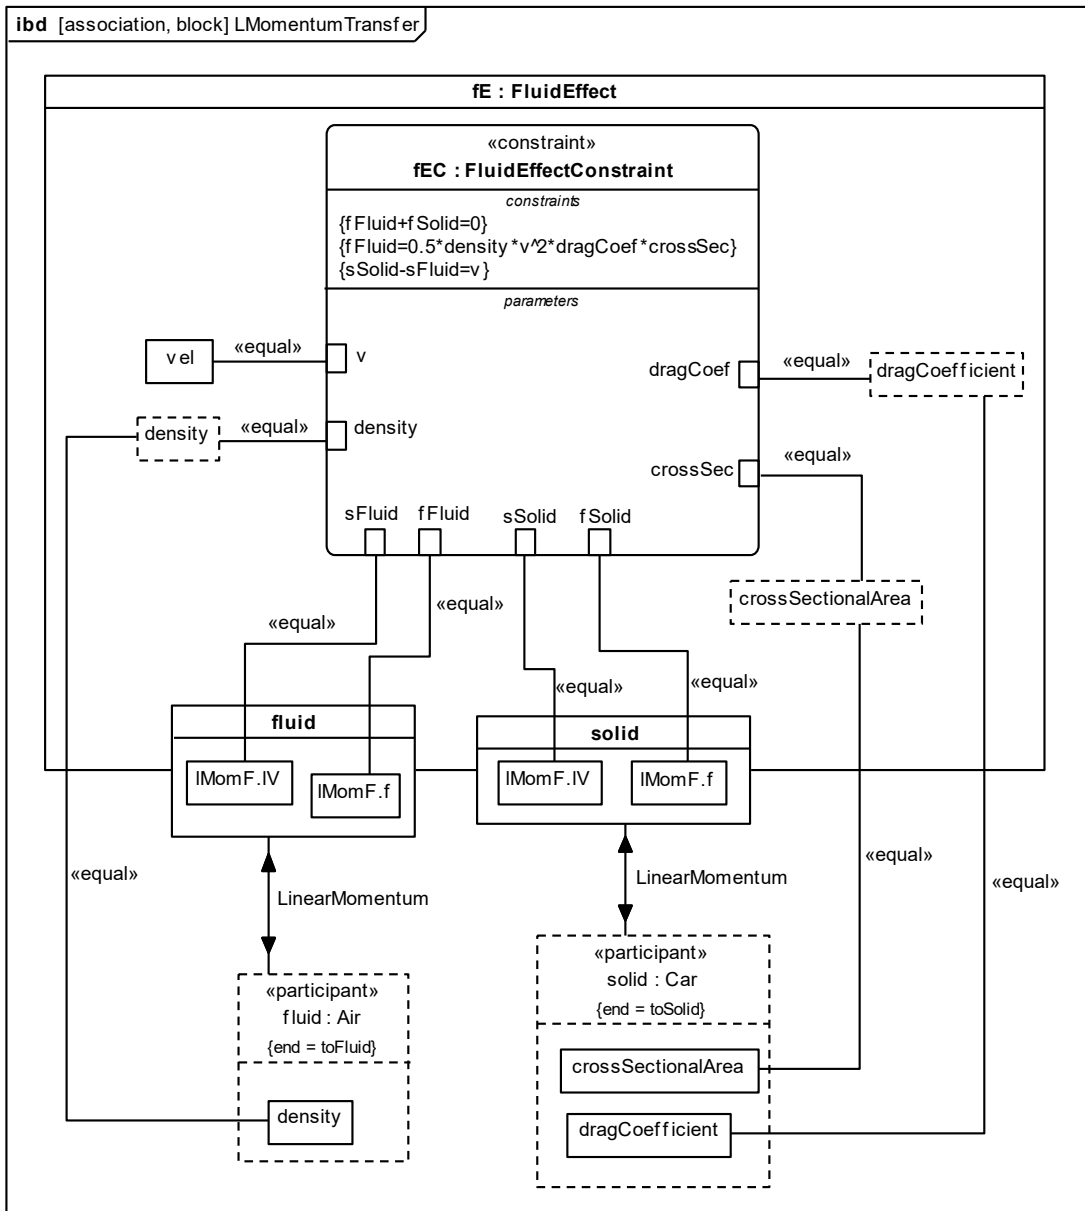 ibd [association, block] LMomentumTransfer
fE : FluidEffect
«constraint»
fEC : FluidEffectConstraint
constraints
{fFluid+fSolid=0}
{fFluid=0.5*density*v^2*dragCoef*crossSec}
{sSolid-sFluid=v}
parameters
vel
«equal»
v
dragCoef
«equal»
dragCoefficient
density
«equal»
density
crossSec
«equal»
sFluid
fFluid
sSolid
fSolid
«equal»
«equal»
crossSectionalArea
«equal»
«equal»
fluid
solid
lMomF.lV
lMomF.f
lMomF.lV
lMomF.f
«equal»
LinearMomentum
LinearMomentum
«equal»
«equal»
«participant»
fluid : Air
{end = toFluid}
density
«participant»
solid : Car
{end = toSolid}
crossSectionalArea
dragCoefficient